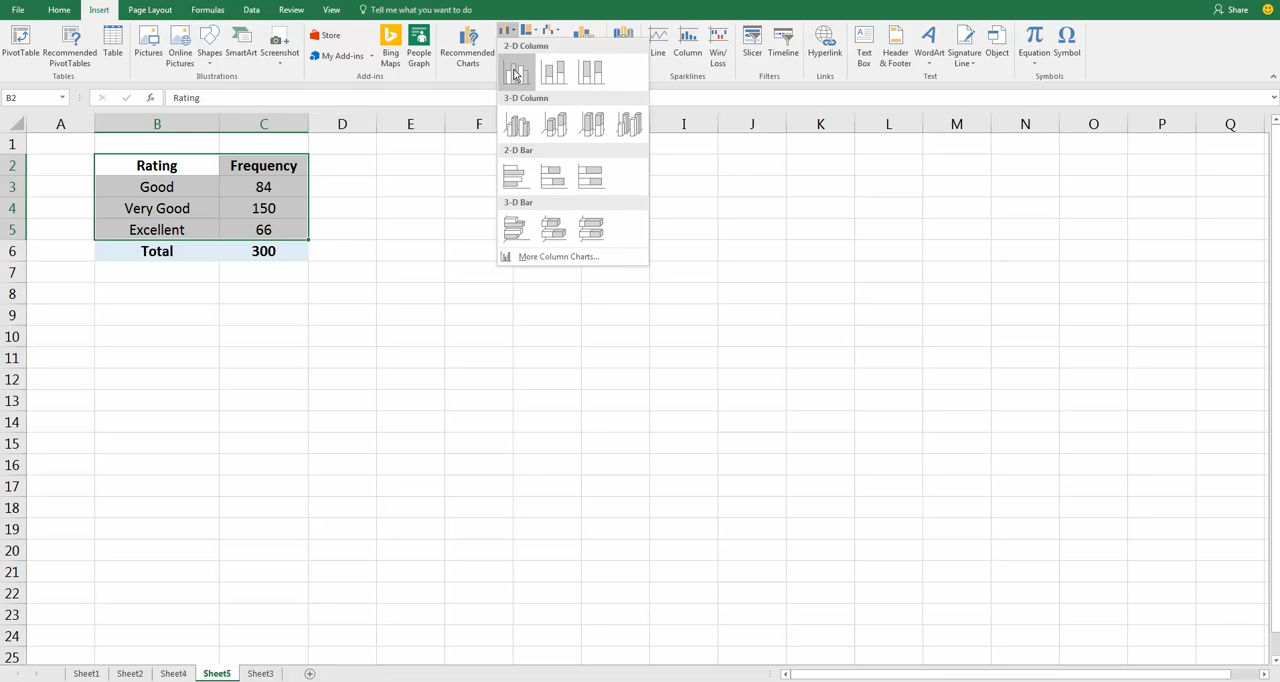 File Home Insert Page Layout Formulas Data Review View Tell me what you want to do Share
PivotTable Recommended PivotTables Table Pictures Online Pictures Shapes SmartArt Screenshot Store My Add-ins Bing Maps People Graph Recommended Charts Line Column Win/Loss Slicer Timeline Hyperlink Text Box Header & Footer WordArt Signature Line Object Equation Symbol
Tables Illustrations Add-ins Sparklines Filters Links Text Symbols
2-D Column
3-D Column
2-D Bar
3-D Bar
More Column Charts...
B2 fx Rating
A B C D E F I J K L M N O P Q
1
2 Rating Frequency
3 Good 84
4 Very Good 150
5 Excellent 66
6 Total 300
7
8
9
10
11
12
13
14
15
16
17
18
19
20
21
22
23
24
25
Sheet1 Sheet2 Sheet4 Sheet5 Sheet3